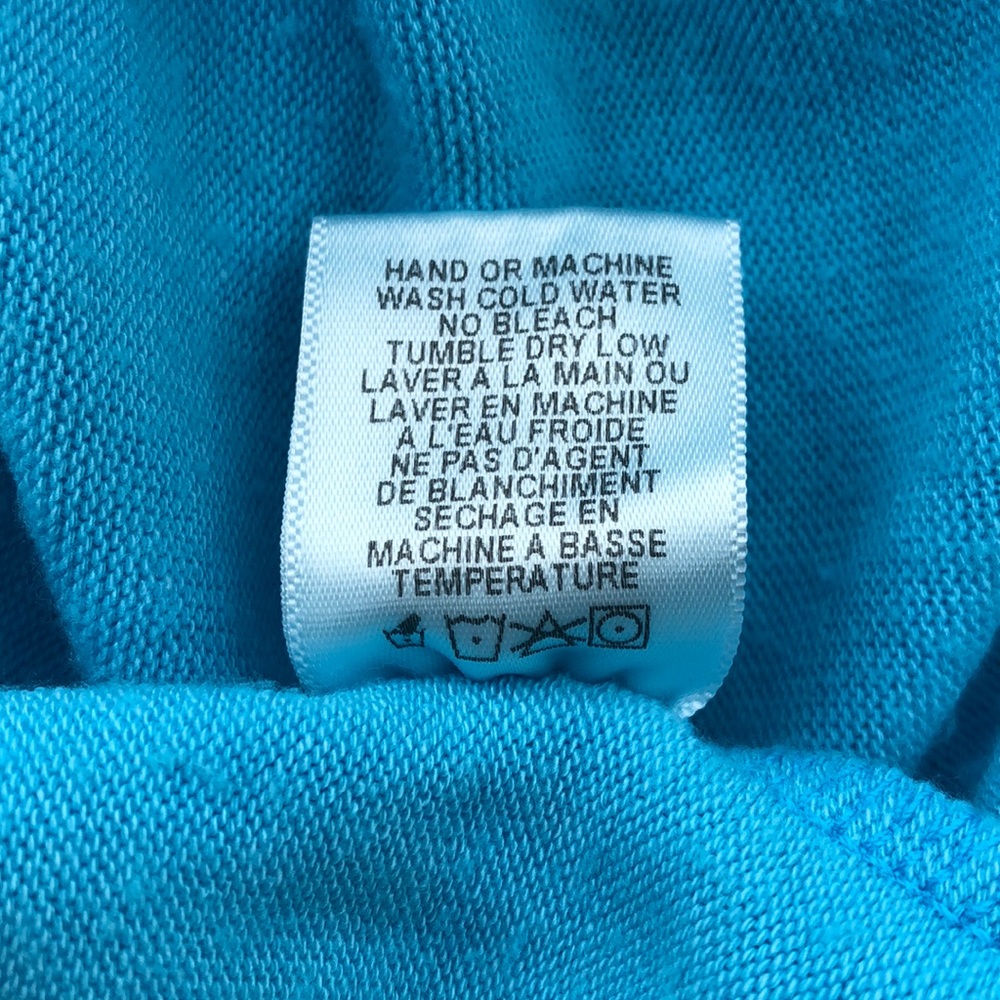 HAND OR MACHINE
WASH COLD WATER
NO BLEACH
TUMBLE DRY LOW
LAVER A LA MAIN OU
LAVER EN MACHINE
A L'EAU FROIDE
NE PAS D'AGENT
DE BLANCHIMENT
SECHAGE EN
MACHINE A BASSE
TEMPERATURE